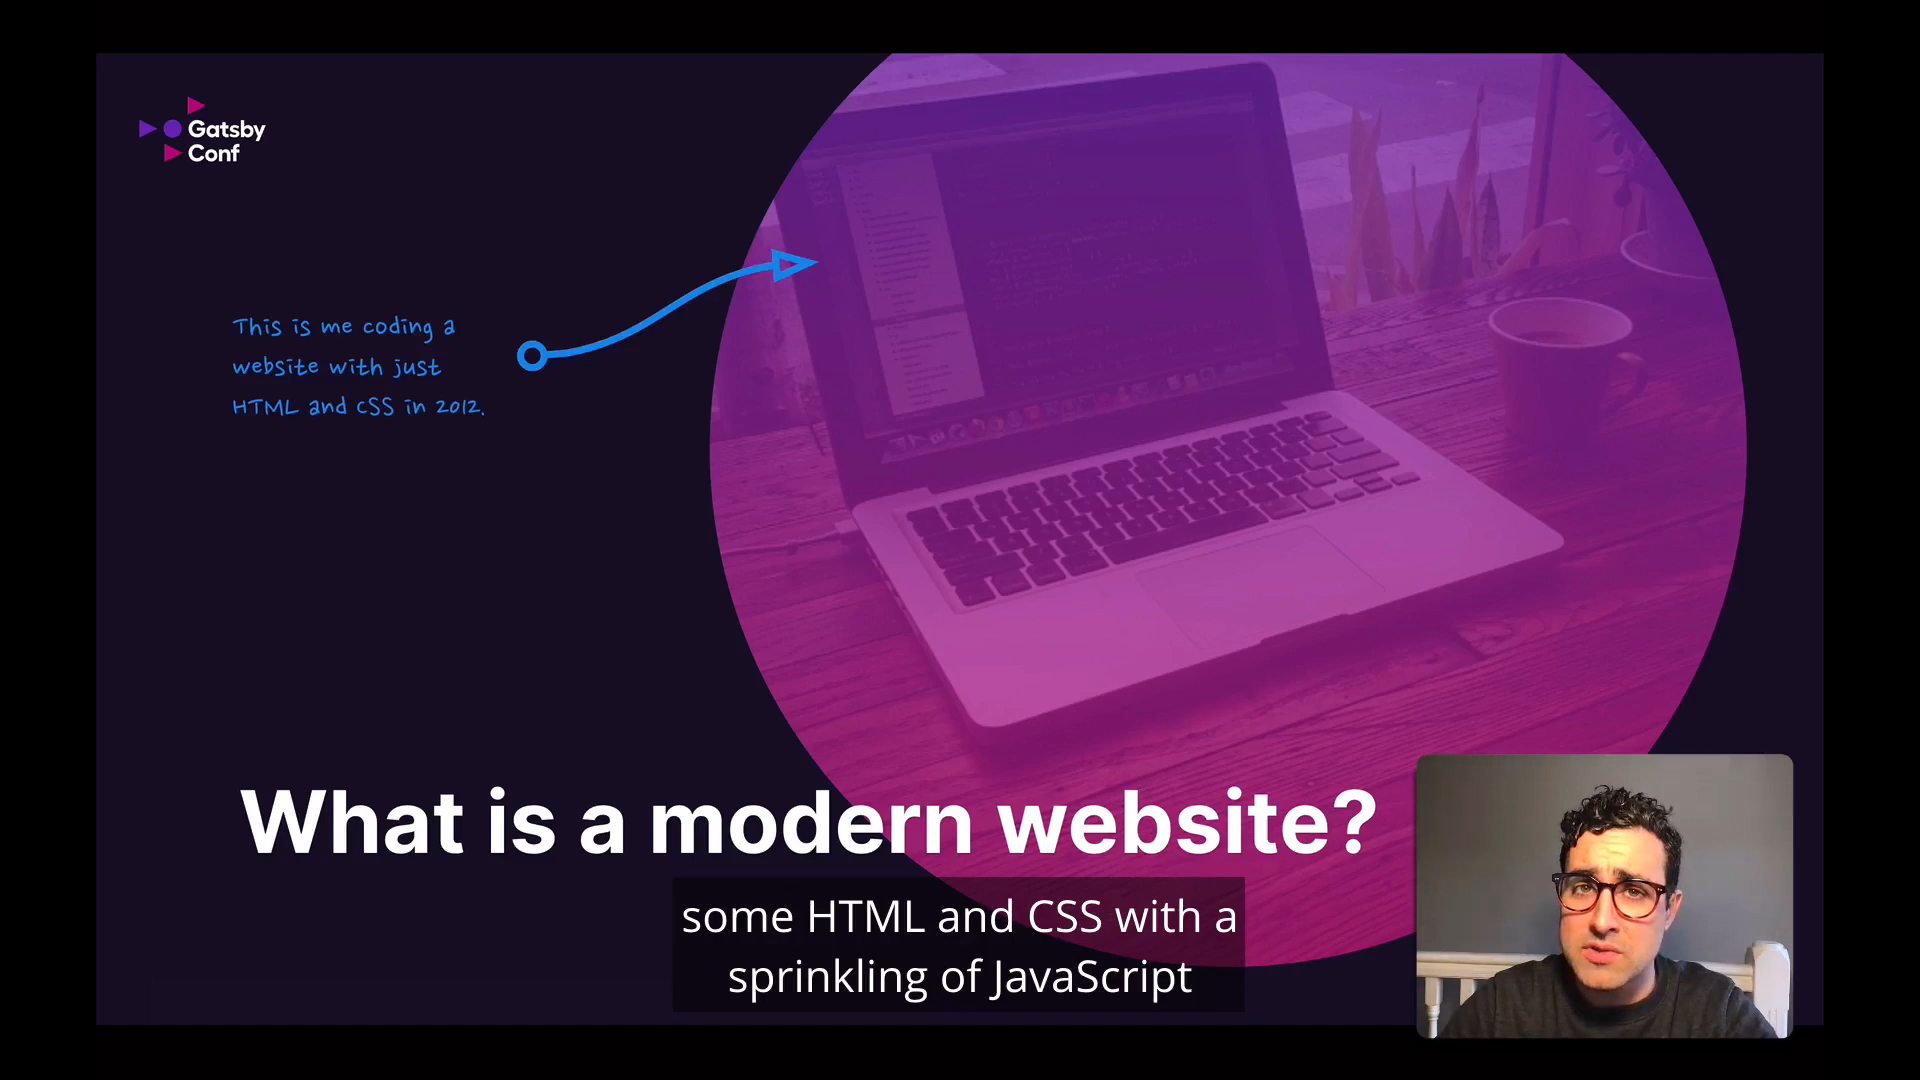 Gatsby
Conf
This is me coding a
website with just
HTML and CSS in 2012.
What is a modern website?
some HTML and CSS with a
sprinkling of JavaScript